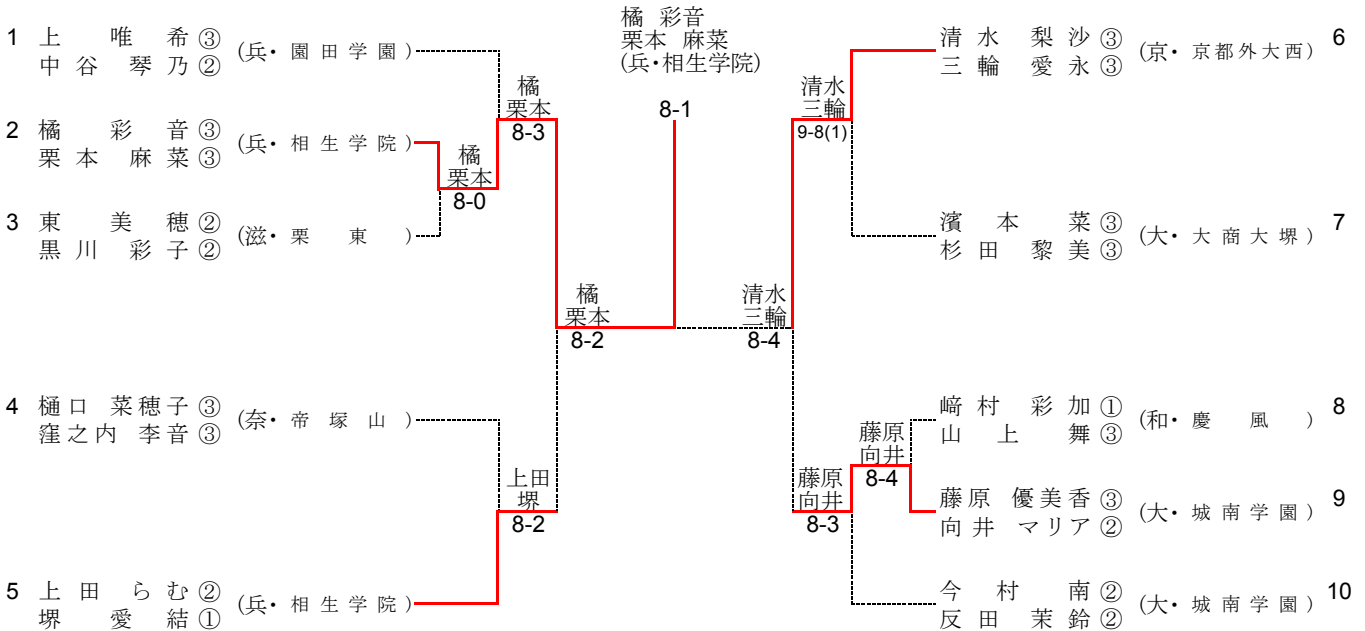 1 上 唯 希 ③ (兵・園田学園)
中 谷 琴 乃 ②
2 橘 彩 音 ③ (兵・相生学院)
栗 本 麻 菜 ③
3 東 美 穂 ② (滋・栗 東)
黒 川 彩 子 ②
4 樋口 菜穂子 ③ (奈・帝塚山)
窪之内 李音 ③
5 上 田 ら む ② (兵・相生学院)
堺 愛 結 ①
橘
栗本
8-0
橘
栗本
8-3
上田
堺
8-2
橘
栗本
8-2
橘 彩音
栗本 麻菜
(兵・相生学院)
8-1
清水
三輪
8-4
清水
三輪
9-8(1)
藤原
向井
8-3
藤原
向井
8-4
清 水 梨 沙 ③ (京・京都外大西) 6
三 輪 愛 永 ③
濱 本 菜 ③ (大・大商大堺) 7
杉 田 黎 美 ③
﨑 村 彩 加 ① (和・慶 風) 8
山 上 舞 ③
藤原 優美香 ③ (大・城南学園) 9
向井 マリア ②
今 村 南 ② (大・城南学園) 10
反 田 茉 鈴 ②